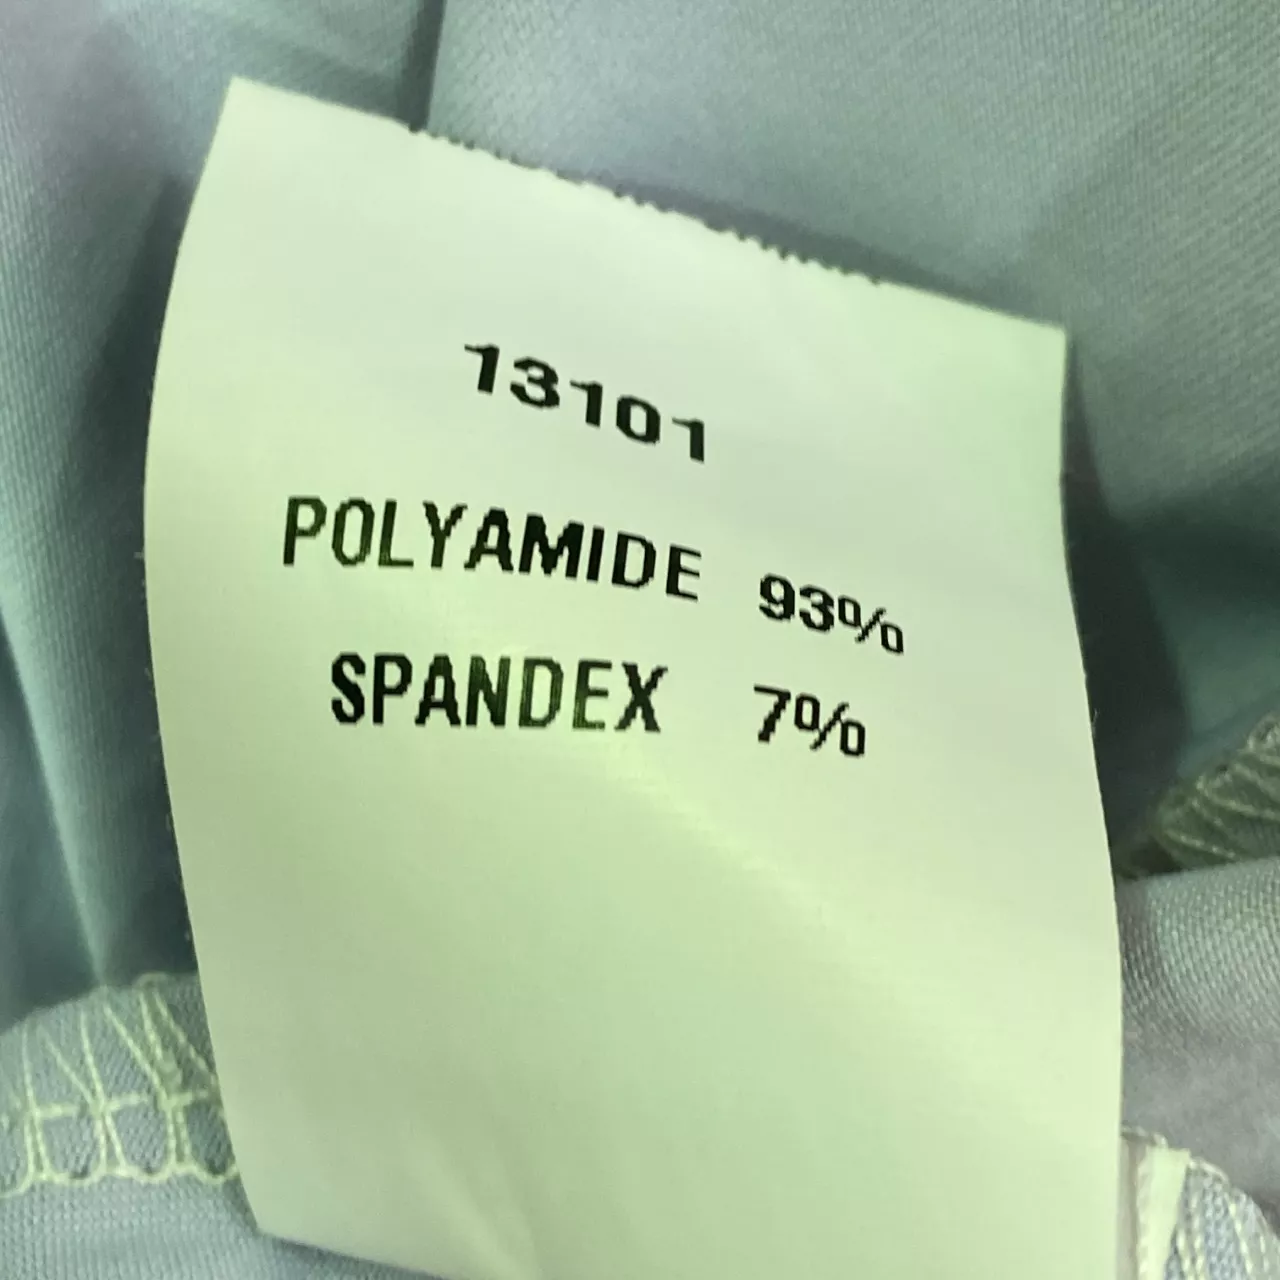 13101
POLYAMIDE 93%
SPANDEX 7%